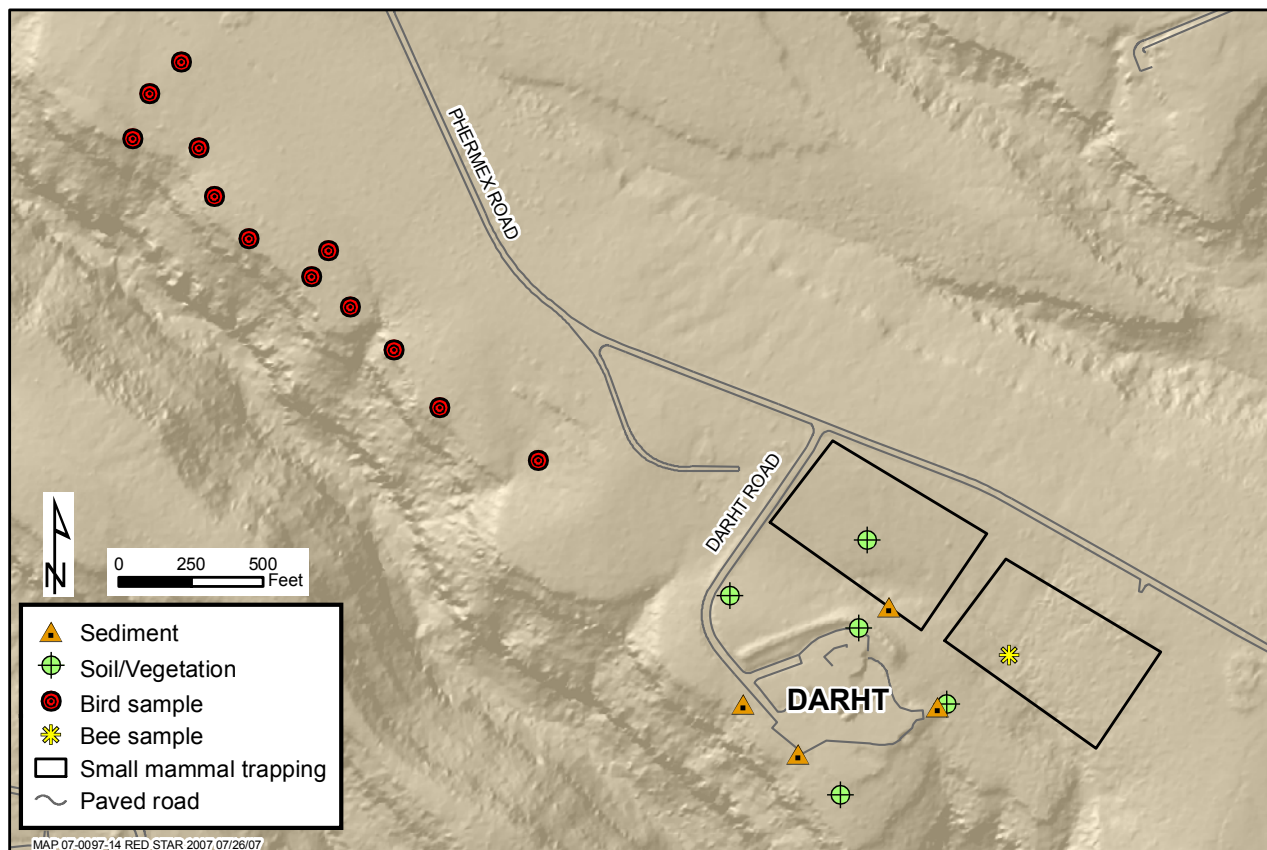 PHERMEX ROAD
DARHT ROAD
DARHT
N
0 250 500
Feet
Sediment
Soil/Vegetation
Bird sample
Bee sample
Small mammal trapping
Paved road
MAP 07-0097-14 RED STAR 2007 07/26/07